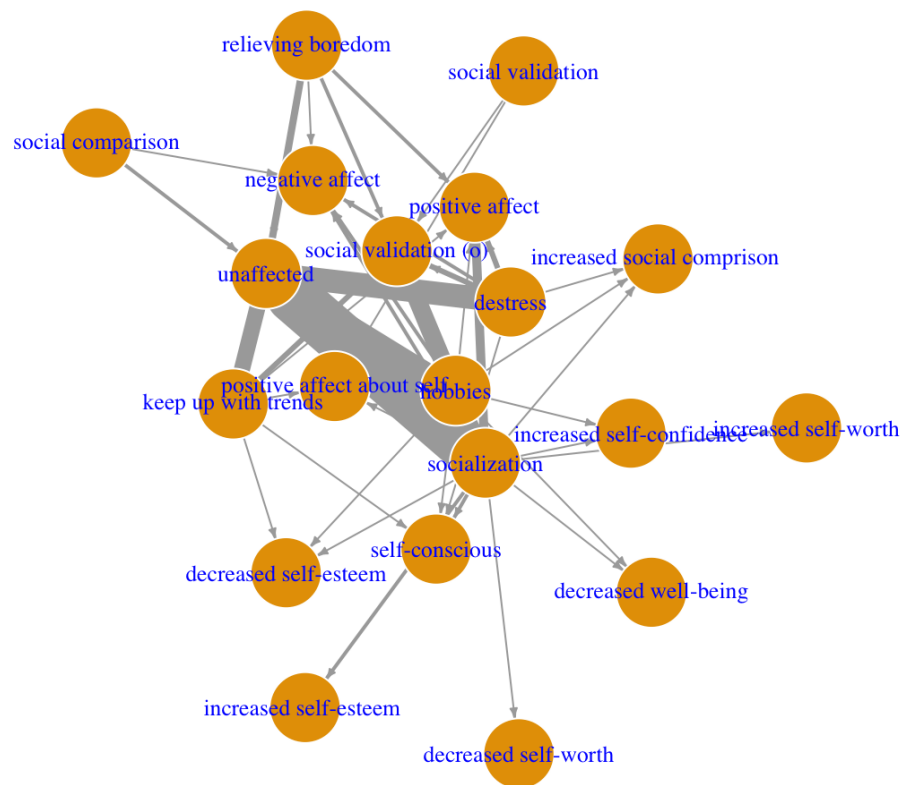 relieving boredom
social validation
social comparison
negative affect
positive affect
social validation (o)
increased social comprison
unaffected
destress
positive affect about self
hobbies
keep up with trends
increased self-confidence
increased self-worth
socialization
self-conscious
decreased self-esteem
decreased well-being
increased self-esteem
decreased self-worth